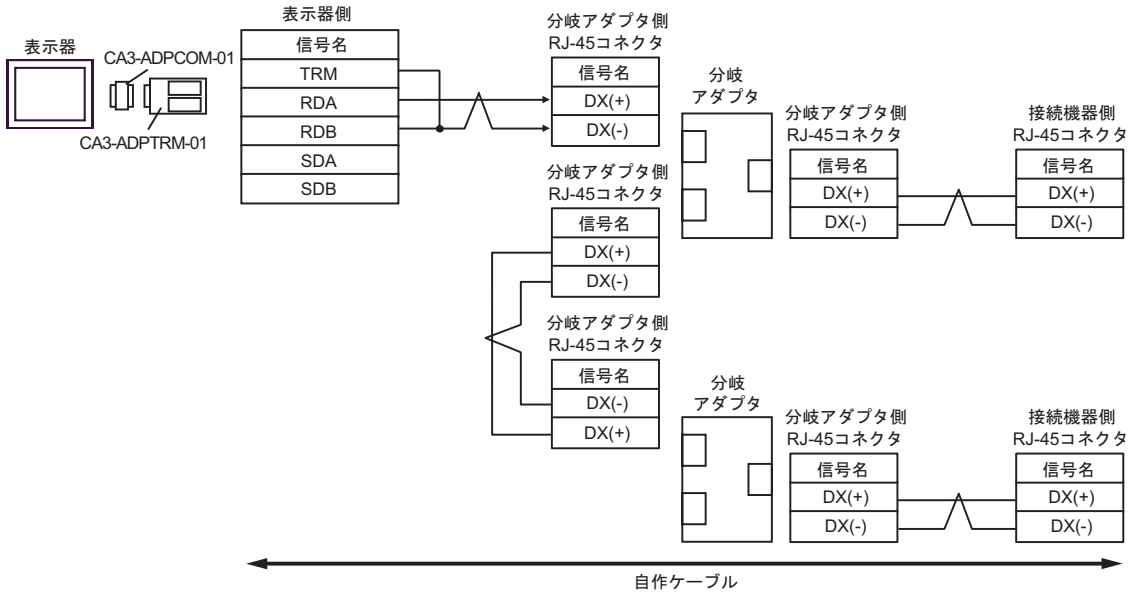 表示器
CA3-ADPCOM-01
CA3-ADPTRM-01
表示器側
信号名
TRM
RDA
RDB
SDA
SDB
分岐アダプタ側
RJ-45コネクタ
信号名
DX(+)
DX(-)
分岐
アダプタ
分岐アダプタ側
RJ-45コネクタ
信号名
DX(+)
DX(-)
接続機器側
RJ-45コネクタ
信号名
DX(+)
DX(-)
分岐アダプタ側
RJ-45コネクタ
信号名
DX(+)
DX(-)
分岐アダプタ側
RJ-45コネクタ
信号名
DX(-)
DX(+)
分岐
アダプタ
分岐アダプタ側
RJ-45コネクタ
信号名
DX(+)
DX(-)
接続機器側
RJ-45コネクタ
信号名
DX(+)
DX(-)
自作ケーブル